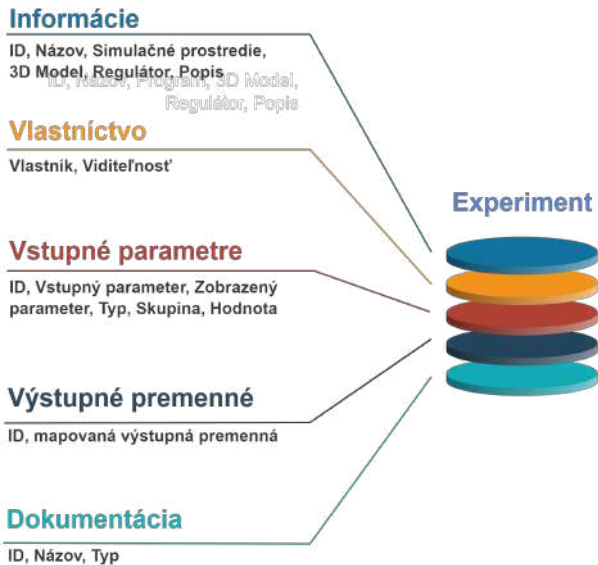 Informácie
ID, Názov, Simulačné prostredie,
3D Model, Regulátor, Popis
ID, Názov, Program, 3D Model,
Regulátor, Popis
Vlastníctvo
Vlastník, Viditeľnosť
Experiment
Vstupné parametre
ID, Vstupný parameter, Zobrazený
parameter, Typ, Skupina, Hodnota
Výstupné premenné
ID, mapovaná výstupná premenná
Dokumentácia
ID, Názov, Typ